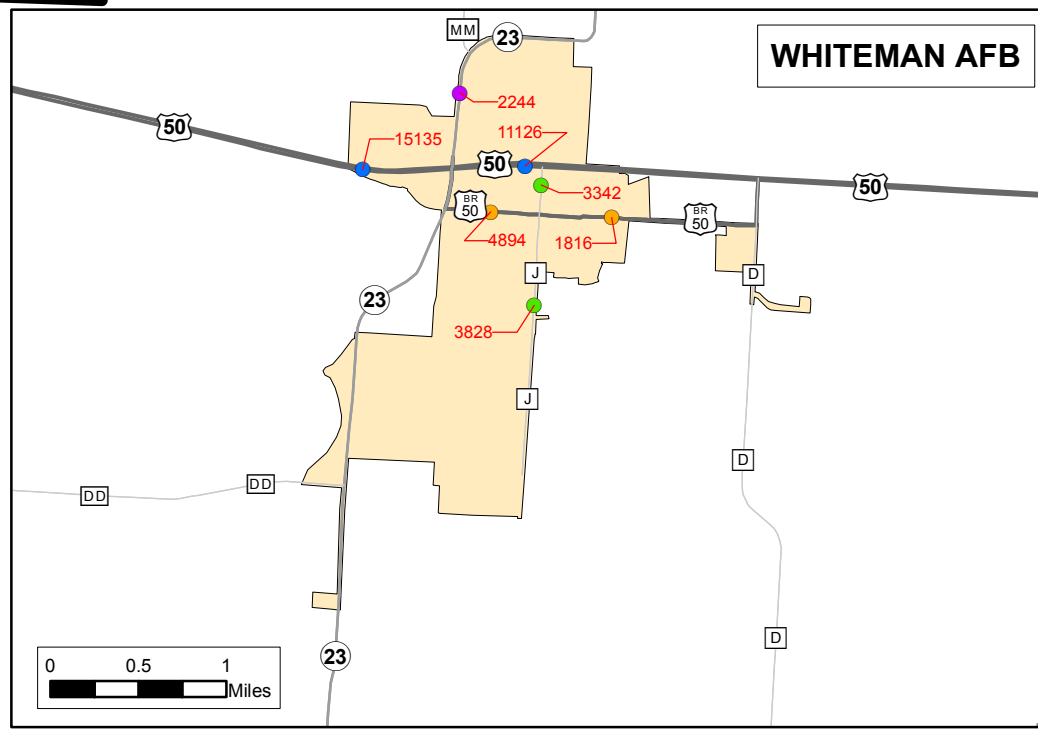 MM
23
WHITEMAN AFB
2244
50
15135
11126
50
50
3342
BR
50
BR
50
4894
1816
J
D
23
3828
J
D
DD
DD
D
23
0 0.5 1
Miles